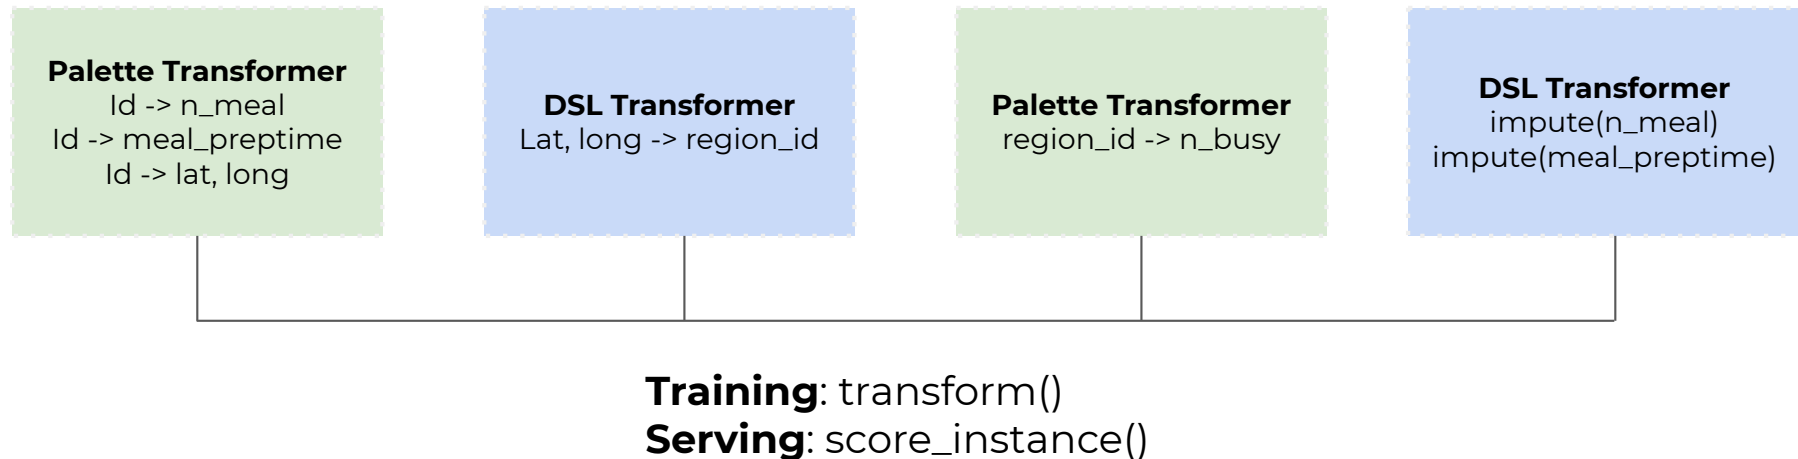 Palette Transformer
Id -> n_meal
Id -> meal_preptime
Id -> lat, long
DSL Transformer
Lat, long -> region_id
Palette Transformer
region_id -> n_busy
DSL Transformer
impute(n_meal)
impute(meal_preptime)
Training: transform()
Serving: score_instance()